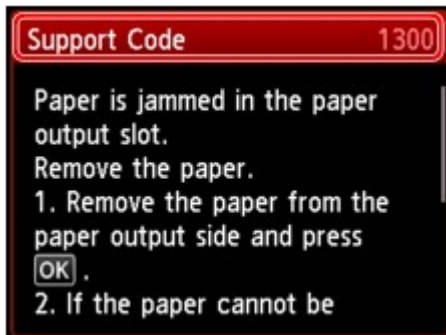 Support Code 1300
Paper is jammed in the paper
output slot.
Remove the paper.
1. Remove the paper from the
paper output side and press
OK .
2. If the paper cannot be